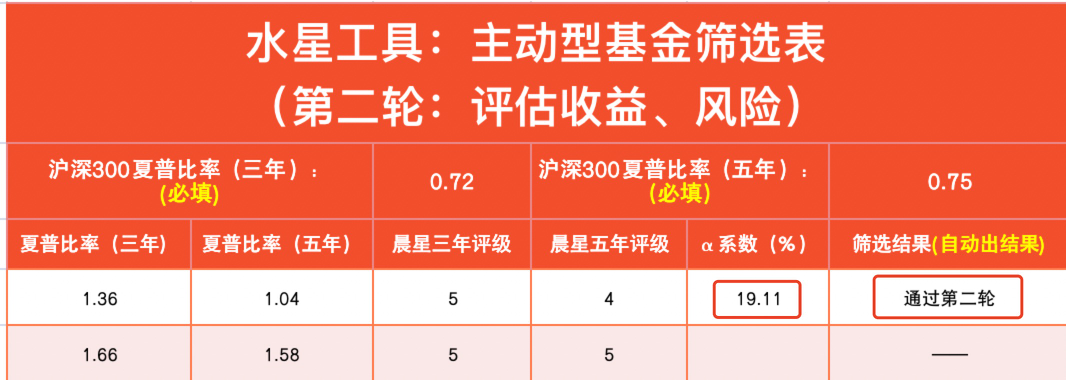 水星工具：主动型基金筛选表
（第二轮：评估收益、风险）
沪深300夏普比率（三年）：
(必填)
0.72
沪深300夏普比率（五年）：
(必填)
0.75
夏普比率（三年）
夏普比率（五年）
晨星三年评级
晨星五年评级
α系数（%）
筛选结果(自动出结果)
1.36
1.04
5
4
19.11
通过第二轮
1.66
1.58
5
5
——